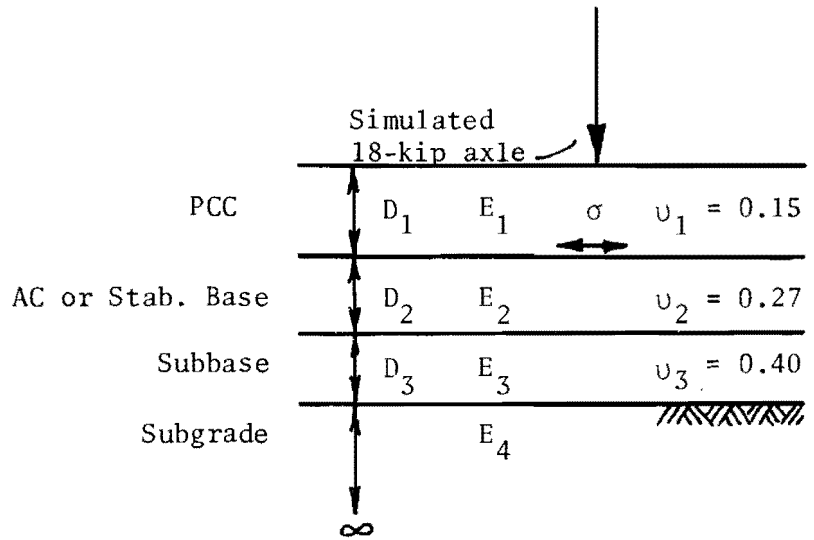 Simulated
18-kip axle
PCC D₁ E₁ σ υ₁ = 0.15
AC or Stab. Base D₂ E₂ υ₂ = 0.27
Subbase D₃ E₃ υ₃ = 0.40
Subgrade E₄
∞